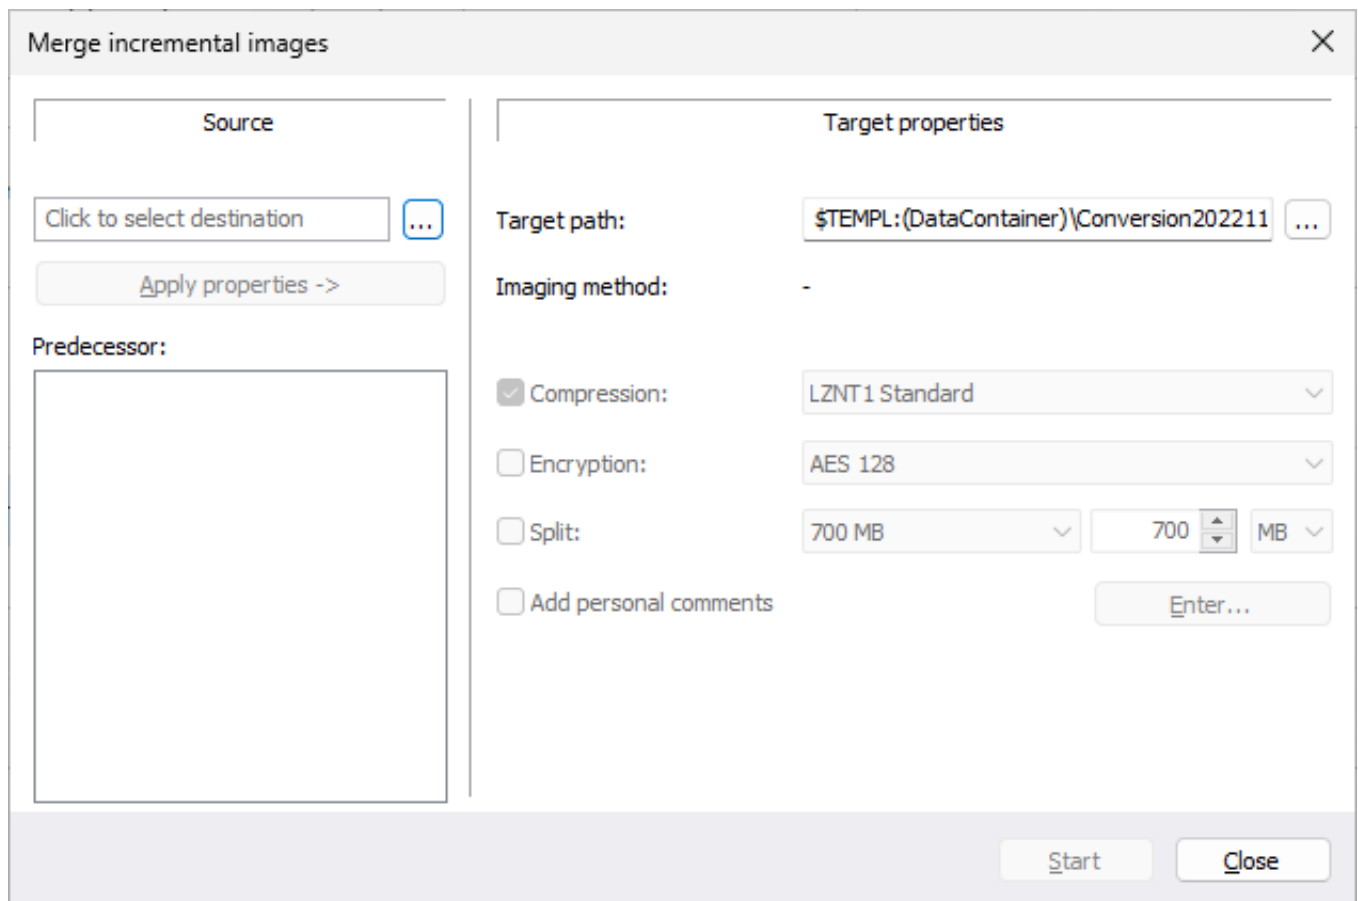 Merge incremental images
Source
Click to select destination
...
Apply properties ->
Predecessor:
Target properties
Target path: $TEMPL:(DataContainer)\Conversion202211 ...
Imaging method: -
Compression: LZNT1 Standard
Encryption: AES 128
Split: 700 MB 700 MB
Add personal comments Enter...
Start Close